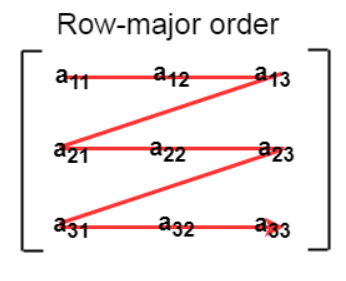 Row-major order
a11 a12 a13
a21 a22 a23
a31 a32 a33